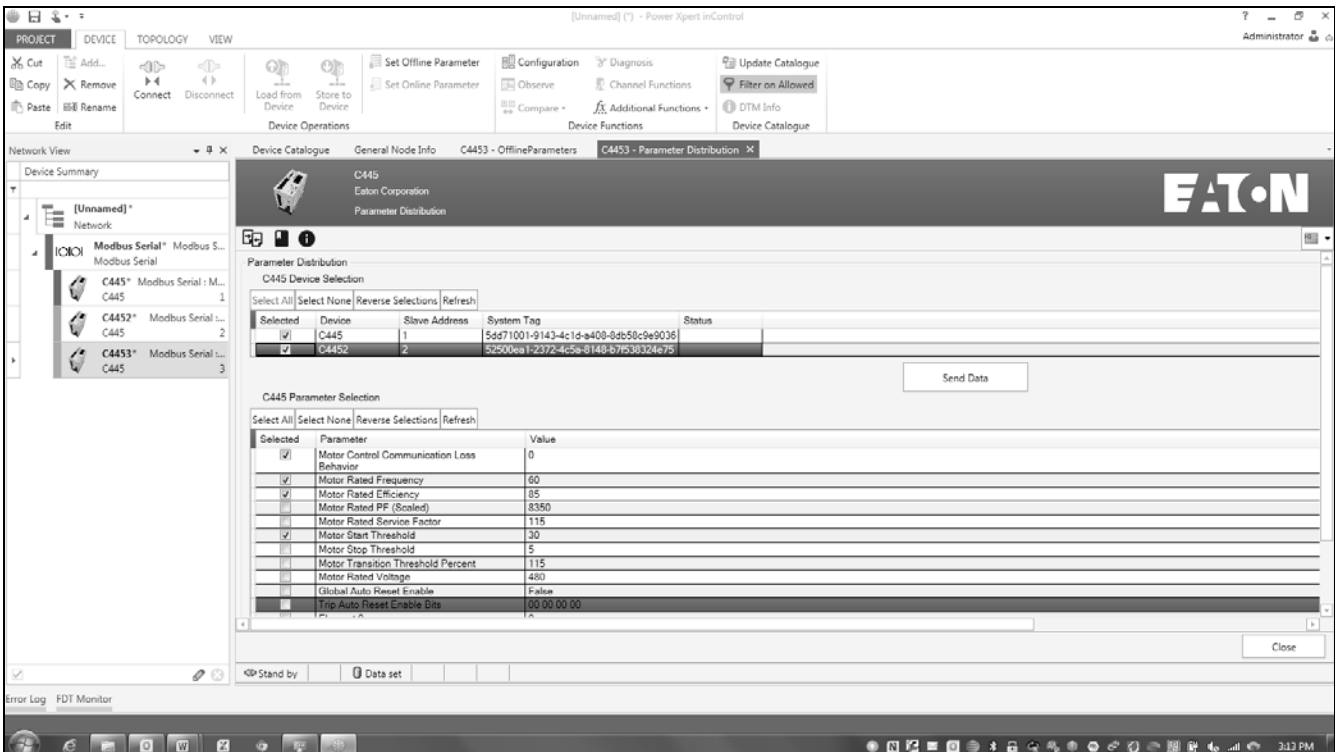 [Unnamed] (*) - Power Xpert inControl
PROJECT DEVICE TOPOLOGY VIEW Administrator
Cut Add... Set Offline Parameter Configuration Diagnosis Update Catalogue
Copy Remove Connect Disconnect Load from Device Store to Device Set Online Parameter Observe Channel Functions Filter on Allowed
Paste Rename Compare Additional Functions DTM Info
Edit Device Operations Device Functions Device Catalogue
Network View Device Catalogue General Node Info C4453 - OfflineParameters C4453 - Parameter Distribution
Device Summary
[Unnamed]*
Network
Modbus Serial* Modbus S...
Modbus Serial
C445* Modbus Serial : M...
C445 1
C4452* Modbus Serial :...
C445 2
C4453* Modbus Serial :...
C445 3
C445
Eaton Corporation
Parameter Distribution
EATON
Parameter Distribution
C445 Device Selection
Select All Select None Reverse Selections Refresh
Selected Device Slave Address System Tag Status
C445 1 5dd71001-9143-4c1d-a408-8db58c9a9036
C4452 2 52500ea1-2372-4c5a-8148-b7f538324e75
Send Data
C445 Parameter Selection
Select All Select None Reverse Selections Refresh
Selected Parameter Value
Motor Control Communication Loss 0
Behavior
Motor Rated Frequency 60
Motor Rated Efficiency 85
Motor Rated PF (Scaled) 8350
Motor Rated Service Factor 115
Motor Start Threshold 30
Motor Stop Threshold 5
Motor Transition Threshold Percent 115
Motor Rated Voltage 480
Global Auto Reset Enable False
Trip Auto Reset Enable Bits 00 00 00 00
Close
Stand by Data set
Error Log FDT Monitor
3:13 PM